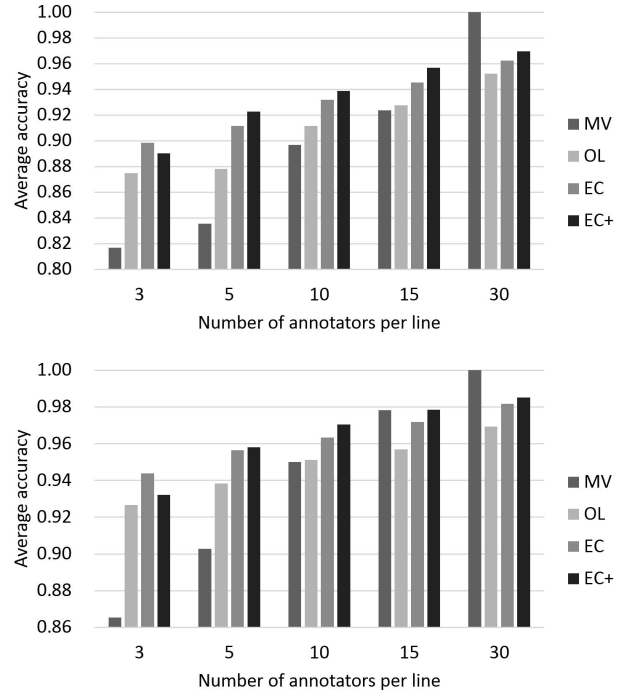 1.00
0.98
0.96
0.94
0.92
0.90
0.88
0.86
0.84
0.82
0.80
Average accuracy
3 5 10 15 30
Number of annotators per line
MV
OL
EC
EC+
1.00
0.98
0.96
0.94
0.92
0.90
0.88
0.86
Average accuracy
3 5 10 15 30
Number of annotators per line
MV
OL
EC
EC+